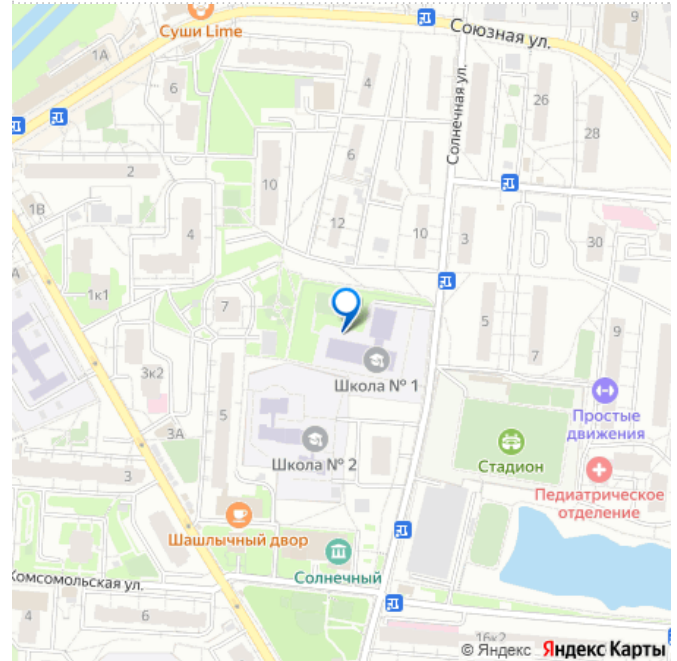 9
Суши Lime
Союзная ул.
1А
6
4
Солнечная ул.
26
28
2
6
10
1В
4
12
10
3
30
А
1к1
7
5
7
9
3к2
Школа № 1
5
Простые
движения
3А
Школа № 2
Стадион
3
Педиатрическое
отделение
Шашлычный двор
Солнечный
Комсомольская ул.
4
6
16к2
© Яндекс Яндекс Карты